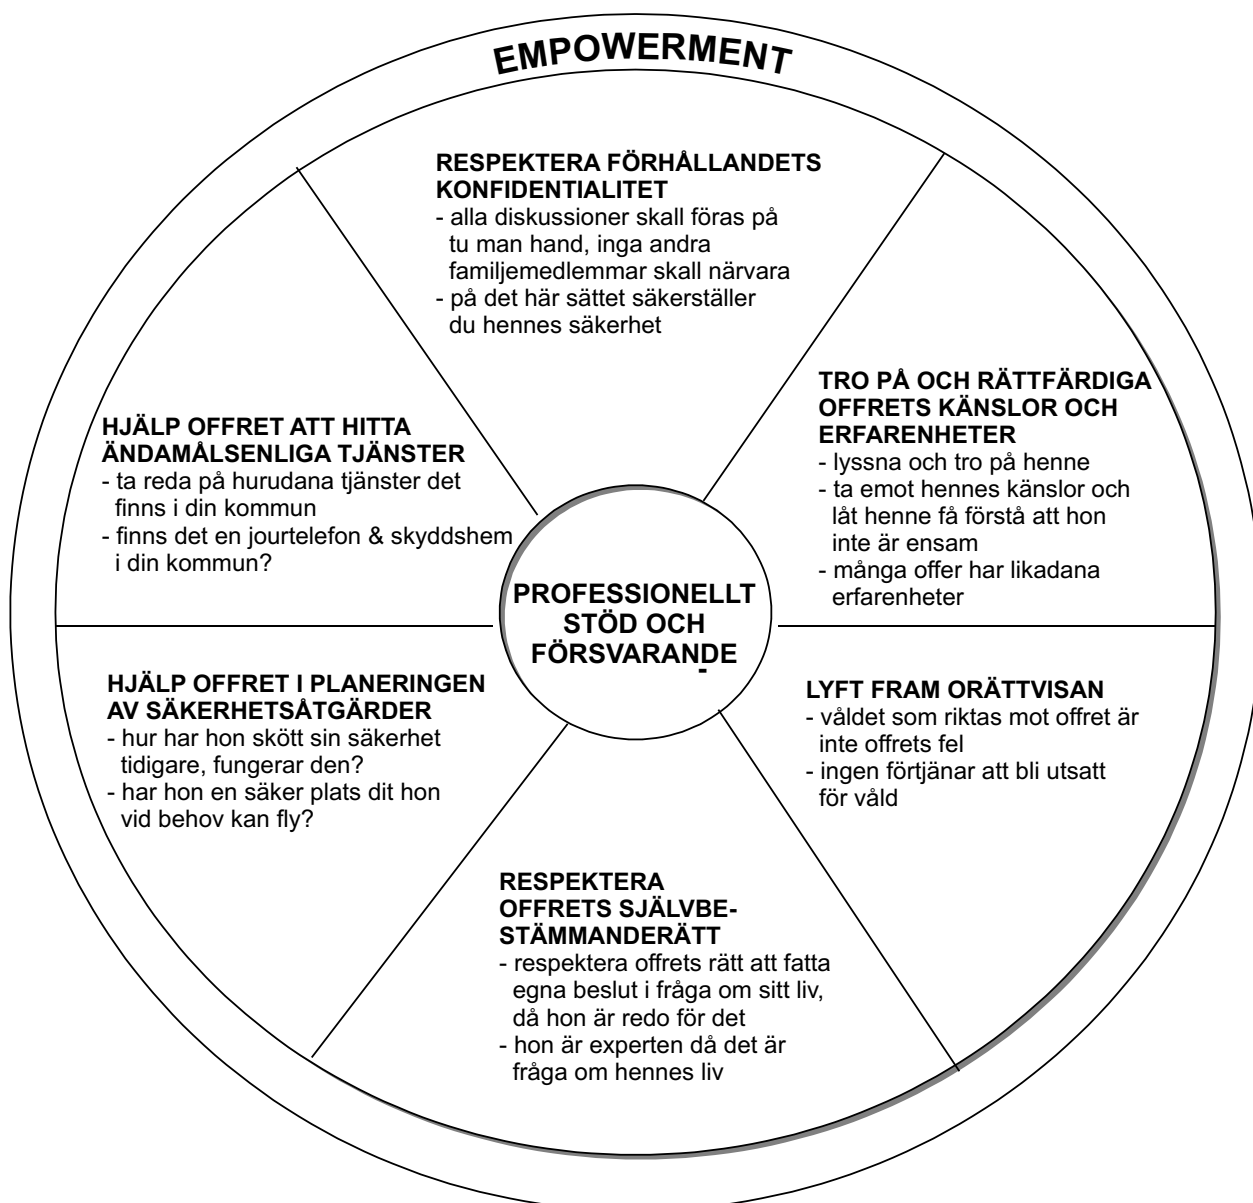 EMPOWERMENT
RESPEKTERA FÖRHÅLLANDETS
KONFIDENTIALITET
- alla diskussioner skall föras på
tu man hand, inga andra
familjemedlemmar skall närvara
- på det här sättet säkerställer
du hennes säkerhet
TRO PÅ OCH RÄTTFÄRDIGA
OFFRETS KÄNSLOR OCH
ERFARENHETER
- lyssna och tro på henne
- ta emot hennes känslor och
låt henne få förstå att hon
inte är ensam
- många offer har likadana
erfarenheter
LYFT FRAM ORÄTTVISAN
- våldet som riktas mot offret är
inte offrets fel
- ingen förtjänar att bli utsatt
för våld
RESPEKTERA
OFFRETS SJÄLVBE-
STÄMMANDERÄTT
- respektera offrets rätt att fatta
egna beslut i fråga om sitt liv,
då hon är redo för det
- hon är experten då det är
fråga om hennes liv
HJÄLP OFFRET I PLANERINGEN
AV SÄKERHETSÅTGÄRDER
- hur har hon skött sin säkerhet
tidigare, fungerar den?
- har hon en säker plats dit hon
vid behov kan fly?
HJÄLP OFFRET ATT HITTA
ÄNDAMÅLSENLIGA TJÄNSTER
- ta reda på hurudana tjänster det
finns i din kommun
- finns det en jourtelefon & skyddshem
i din kommun?
PROFESSIONELLT
STÖD OCH
FÖRSVARANDE
-